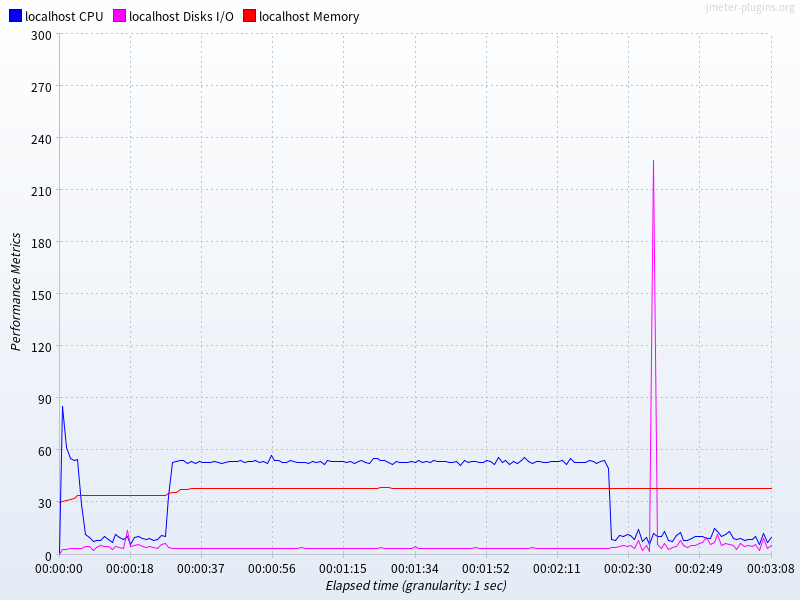 jmeter-plugins.org
localhost CPU localhost Disks I/O localhost Memory
300
270
240
210
180
150
120
90
60
30
0
Performance Metrics
00:00:00 00:00:18 00:00:37 00:00:56 00:01:15 00:01:34 00:01:52 00:02:11 00:02:30 00:02:49 00:03:08
Elapsed time (granularity: 1 sec)